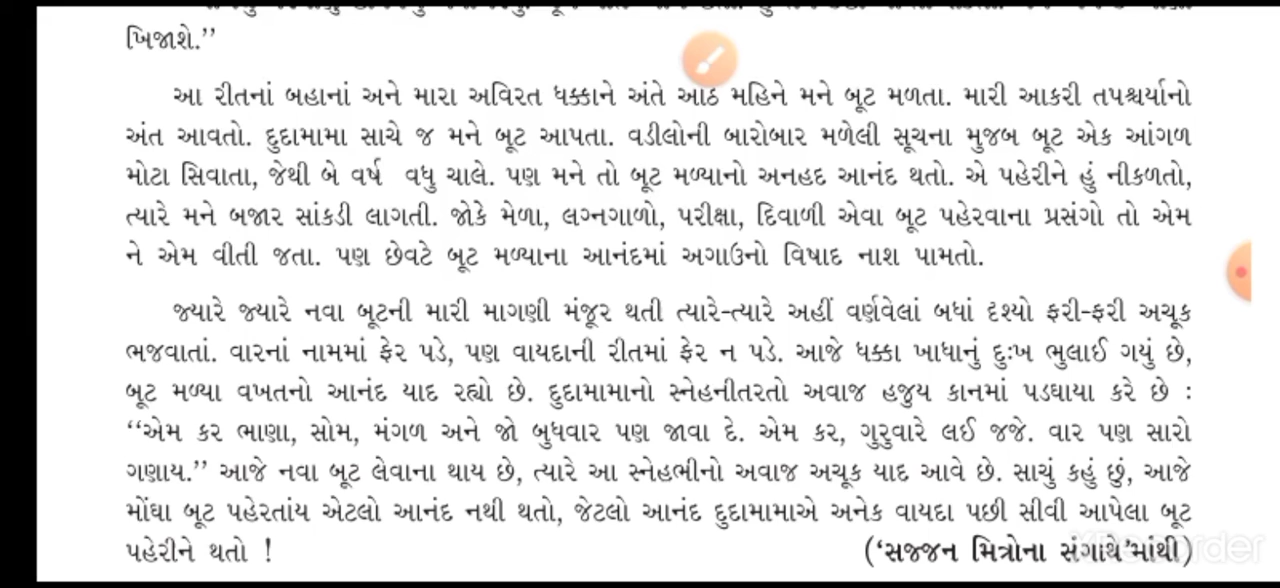 ખિજાશે.”
આ રીતનાં બહાનાં અને મારા અવિરત ધક્કાને અંતે આઠ મહિને મને બૂટ મળતા. મારી આકરી તપશ્ચર્યાનો
અંત આવતો. દુદામામા સાચે જ મને બૂટ આપતા. વડીલોની બારોબાર મળેલી સૂચના મુજબ બૂટ એક આંગળ
મોટા સિવાતા, જેથી બે વર્ષ વધુ ચાલે. પણ મને તો બૂટ મળ્યાનો અનહદ આનંદ થતો. એ પહેરીને હું નીકળતો,
ત્યારે મને બજાર સાંકડી લાગતી. જોકે મેળા, લગ્નગાળો, પરીક્ષા, દિવાળી એવા બૂટ પહેરવાના પ્રસંગો તો એમ
ને એમ વીતી જતા. પણ છેવટે બૂટ મળ્યાના આનંદમાં અગાઉનો વિષાદ નાશ પામતો.
જ્યારે જ્યારે નવા બૂટની મારી માગણી મંજૂર થતી ત્યારે-ત્યારે અહીં વર્ણવેલાં બધાં દૃશ્યો ફરી-ફરી અચૂક
ભજવાતાં. વારનાં નામમાં ફેર પડે, પણ વાયદાની રીતમાં ફેર ન પડે. આજે ધક્કા ખાધાનું દુઃખ ભુલાઈ ગયું છે,
બૂટ મળ્યા વખતનો આનંદ યાદ રહ્યો છે. દુદામામાનો સ્નેહનીતરતો અવાજ હજુય કાનમાં પડઘાયા કરે છે :
“એમ કર ભાણા, સોમ, મંગળ અને જો બુધવાર પણ જાવા દે. એમ કર, ગુરુવારે લઈ જજે. વાર પણ સારો
ગણાય.” આજે નવા બૂટ લેવાના થાય છે, ત્યારે આ સ્નેહભીનો અવાજ અચૂક યાદ આવે છે. સાચું કહું છું, આજે
મોંઘા બૂટ પહેરતાંય એટલો આનંદ નથી થતો, જેટલો આનંદ દુદામામાએ અનેક વાયદા પછી સીવી આપેલા બૂટ
પહેરીને થતો !
(‘સજ્જન મિત્રોના સંગાથે’માંથી)
XRecorder